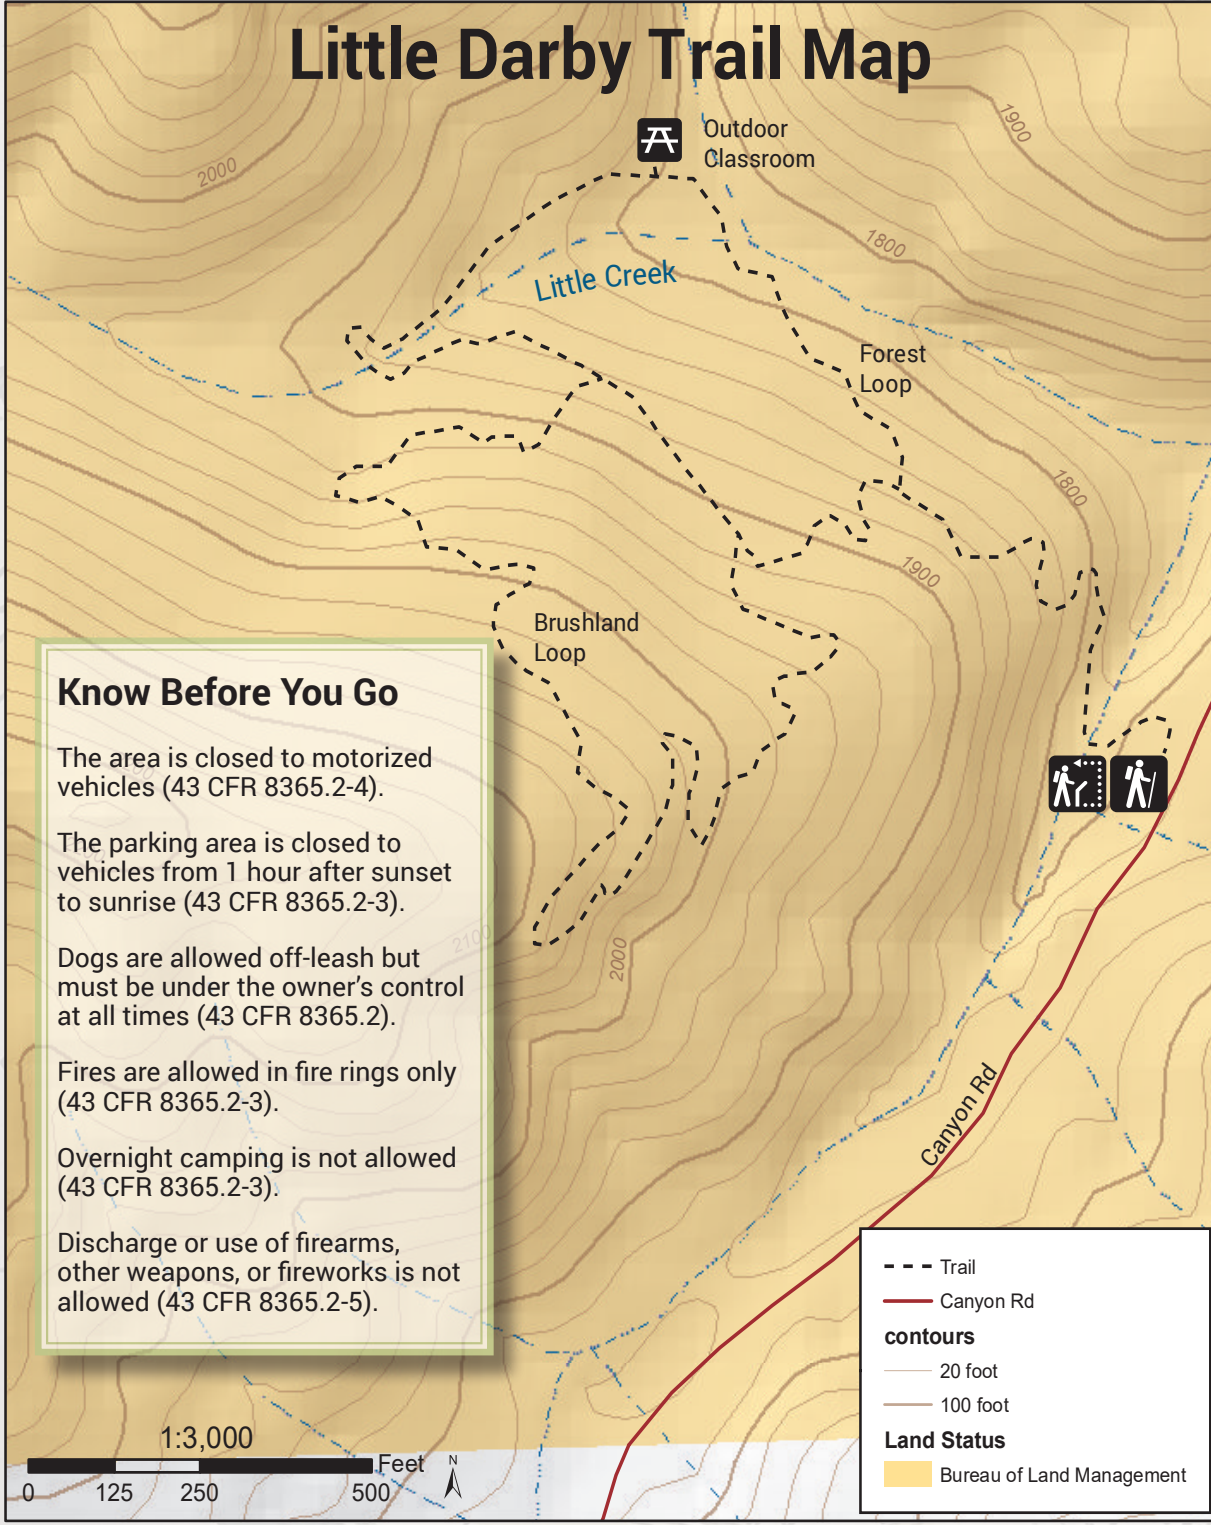 Little Darby Trail Map
Outdoor
Classroom
1900
2000
1800
Little Creek
Forest
Loop
1800
1900
Brushland
Loop
Know Before You Go
The area is closed to motorized
vehicles (43 CFR 8365.2-4).
The parking area is closed to
vehicles from 1 hour after sunset
to sunrise (43 CFR 8365.2-3).
Dogs are allowed off-leash but
must be under the owner's control
at all times (43 CFR 8365.2).
Fires are allowed in fire rings only
(43 CFR 8365.2-3).
Overnight camping is not allowed
(43 CFR 8365.2-3).
Discharge or use of firearms,
other weapons, or fireworks is not
allowed (43 CFR 8365.2-5).
2100
2000
Canyon Rd
Trail
Canyon Rd
contours
20 foot
100 foot
Land Status
Bureau of Land Management
1:3,000
Feet
N
0 125 250 500